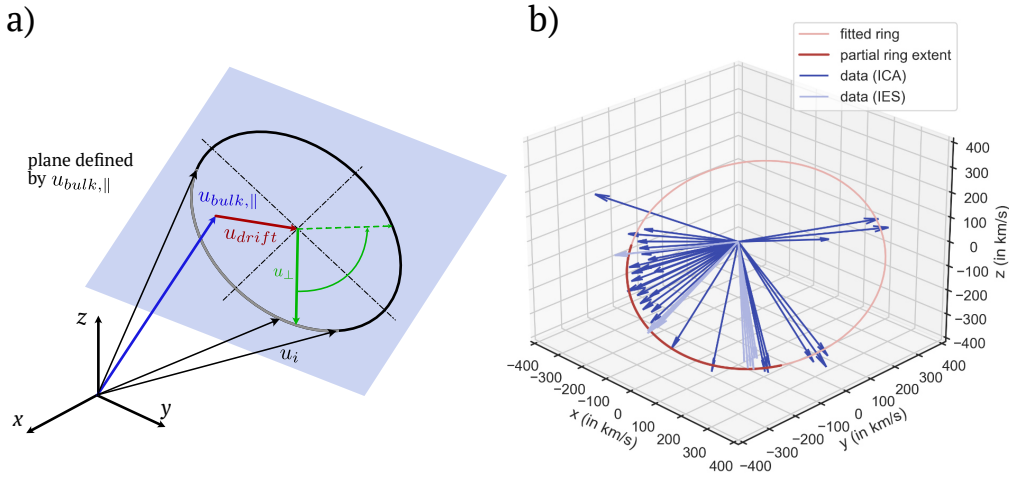 a)
plane defined
by u_{bulk,∥}
u_{bulk,∥}
u_{drift}
u_⊥
u_i
z
x
y
b)
fitted ring
partial ring extent
data (ICA)
data (IES)
400
300
200
100
0
−100
−200
−300
−400
z (in km/s)
−400
−300
−200
−100
0
100
200
300
400
x (in km/s)
−400
−300
−200
−100
0
100
200
300
400
y (in km/s)